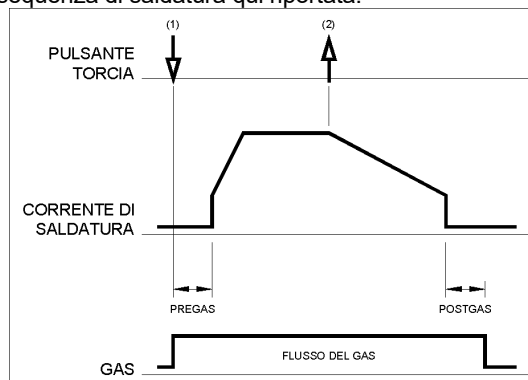 sequenza di saldatura qui riportata:
(1)
(2)
PULSANTE
TORCIA
CORRENTE DI
SALDATURA
PREGAS
POSTGAS
FLUSSO DEL GAS
GAS